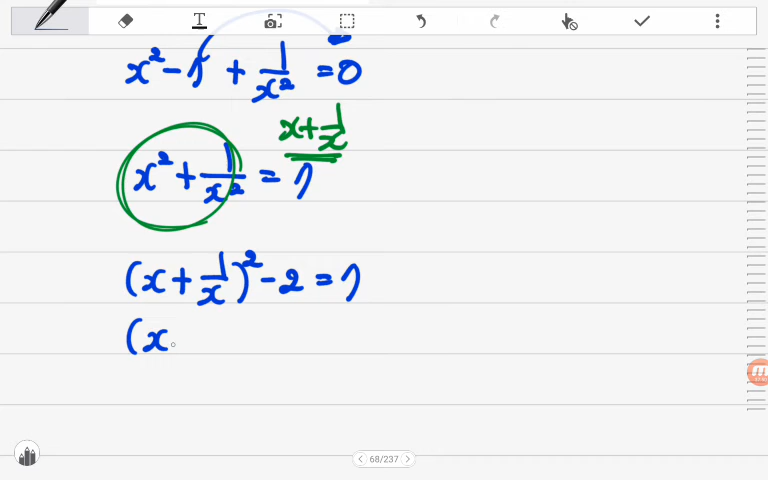 x² - 1 + 1/x² = 0
x + 1/x
x² + 1/x² = 1
(x + 1/x)² - 2 = 1
(x
68/237